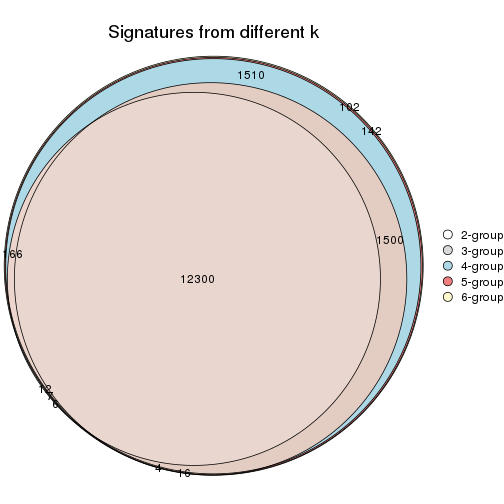 Signatures from different k
1510
102
142
1500
166
12300
12
7
6
4
16
2-group
3-group
4-group
5-group
6-group